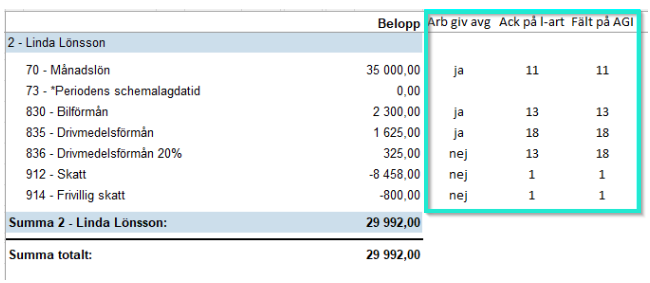 Belopp Arb giv avg Ack på l-art Fält på AGI
2 - Linda Lönsson
70 - Månadslön 35 000,00 ja 11 11
73 - *Periodens schemalagdatid 0,00
830 - Bilförmån 2 300,00 ja 13 13
835 - Drivmedelsförmån 1 625,00 ja 18 18
836 - Drivmedelsförmån 20% 325,00 nej 13 18
912 - Skatt -8 458,00 nej 1 1
914 - Frivillig skatt -800,00 nej 1 1
Summa 2 - Linda Lönsson: 29 992,00
Summa totalt: 29 992,00